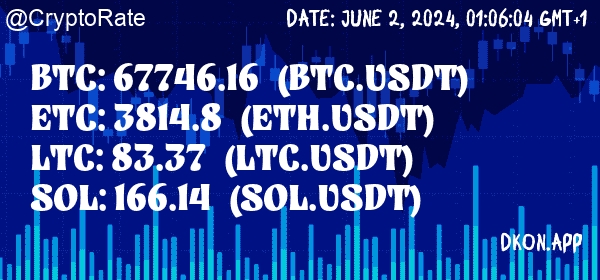 @CryptoRate
DATE: JUNE 2, 2024, 01:06:04 GMT+1
BTC: 67746.16 (BTC.USDT)
ETC: 3814.8 (ETH.USDT)
LTC: 83.37 (LTC.USDT)
SOL: 166.14 (SOL.USDT)
DKON.APP